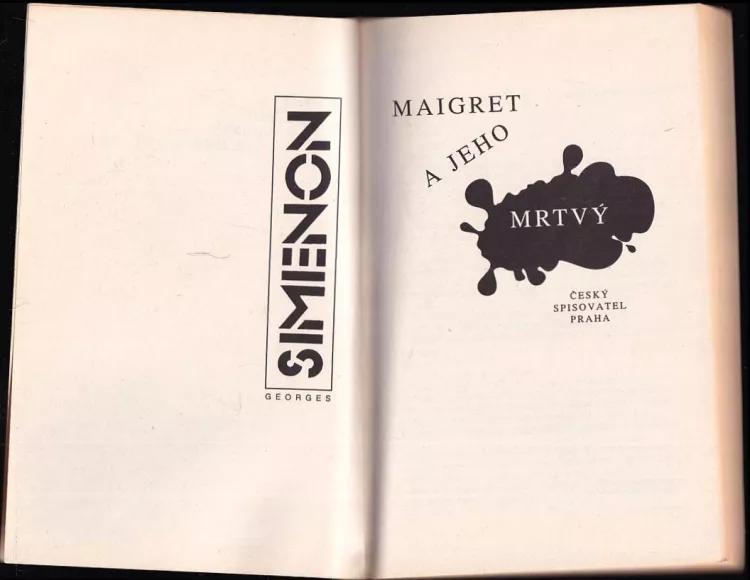 SIMENON
GEORGES
MAIGRET
A JEHO
MRTVÝ
ČESKÝ
SPISOVATEL
PRAHA